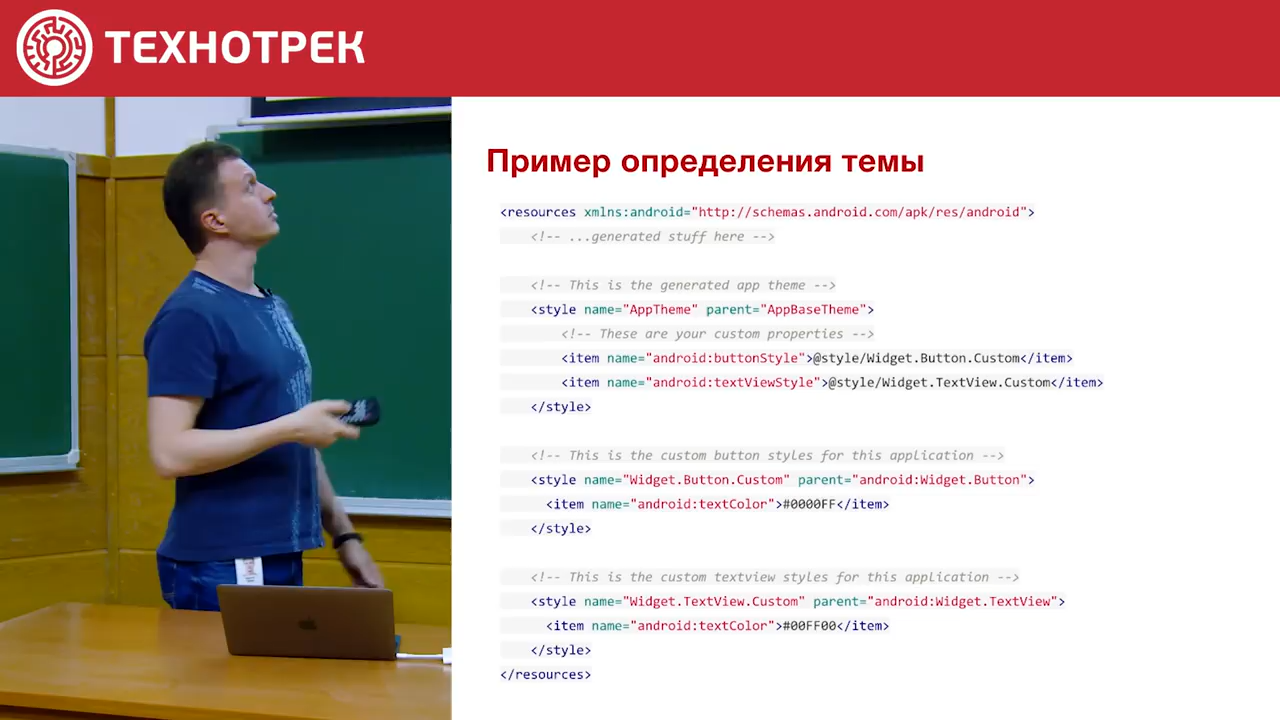 ТЕХНОТРЕК
Пример определения темы
<resources xmlns:android="http://schemas.android.com/apk/res/android">
<!-- ...generated stuff here -->
<!-- This is the generated app theme -->
<style name="AppTheme" parent="AppBaseTheme">
<!-- These are your custom properties -->
<item name="android:buttonStyle">@style/Widget.Button.Custom</item>
<item name="android:textViewStyle">@style/Widget.TextView.Custom</item>
</style>
<!-- This is the custom button styles for this application -->
<style name="Widget.Button.Custom" parent="android:Widget.Button">
<item name="android:textColor">#0000FF</item>
</style>
<!-- This is the custom textview styles for this application -->
<style name="Widget.TextView.Custom" parent="android:Widget.TextView">
<item name="android:textColor">#00FF00</item>
</style>
</resources>